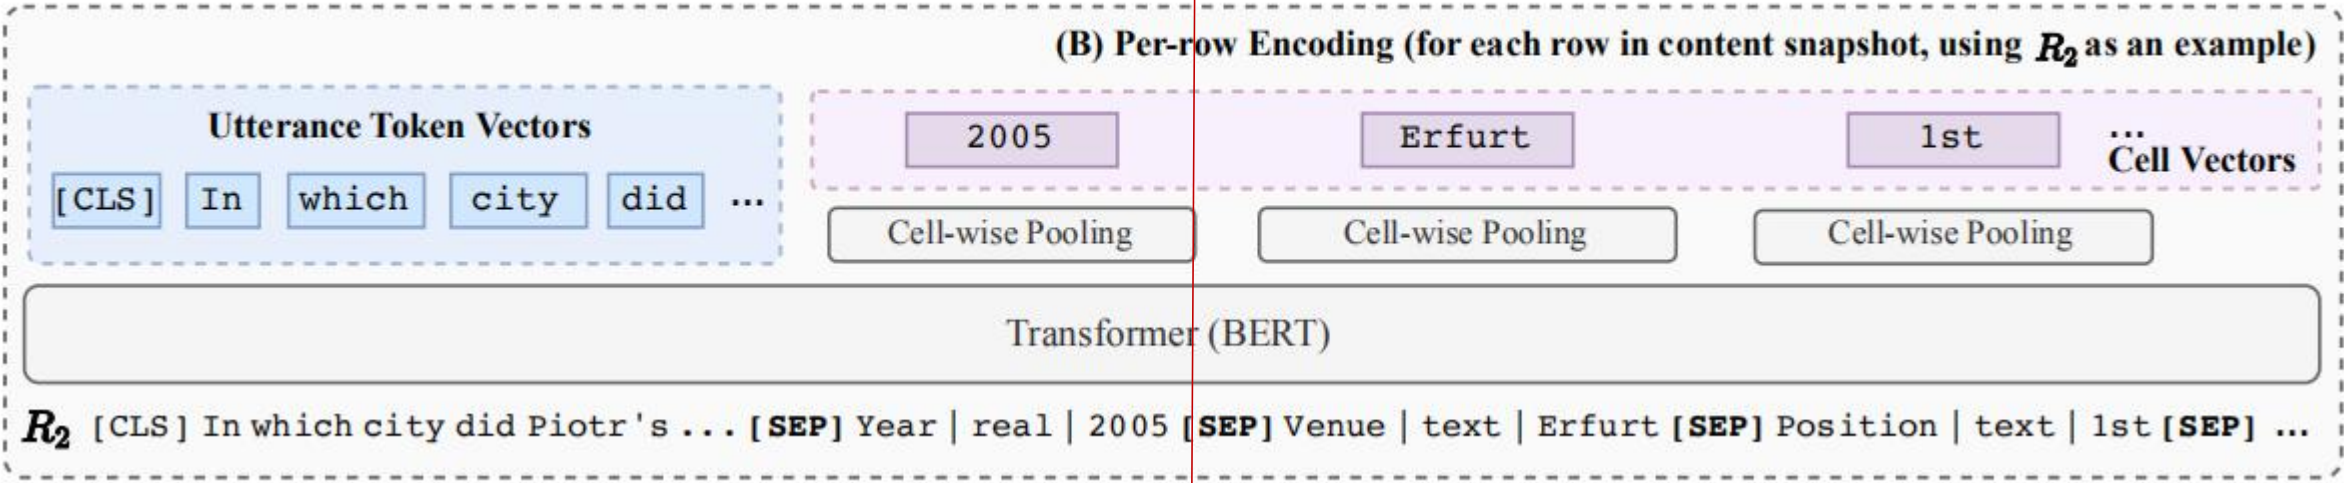 (B) Per-row Encoding (for each row in content snapshot, using R2 as an example)
Utterance Token Vectors
[CLS] In which city did ...
2005 Erfurt 1st ...
Cell Vectors
Cell-wise Pooling Cell-wise Pooling Cell-wise Pooling
Transformer (BERT)
R2 [CLS] In which city did Piotr's ... [SEP] Year | real | 2005 [SEP] Venue | text | Erfurt [SEP] Position | text | 1st [SEP] ...